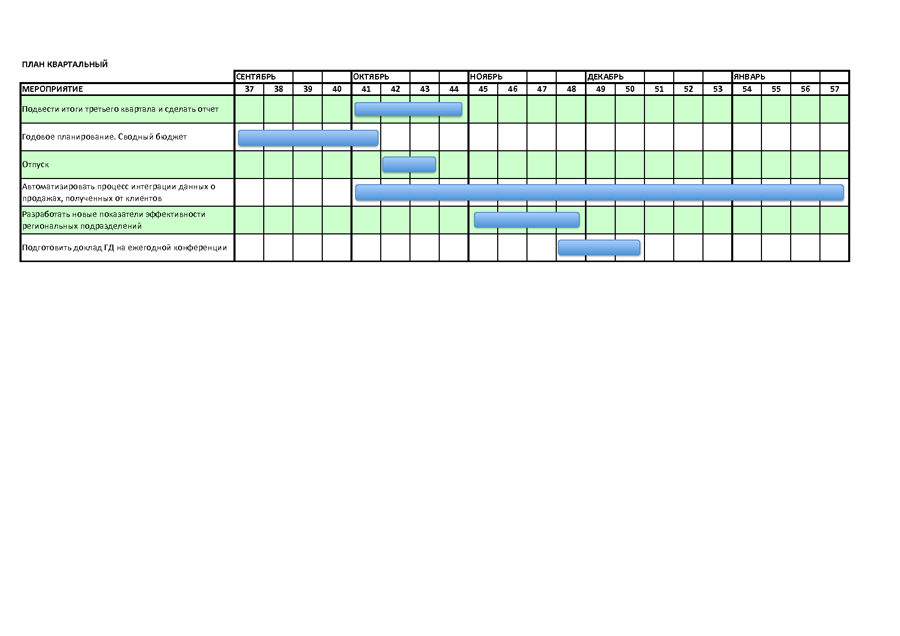 ПЛАН КВАРТАЛЬНЫЙ
СЕНТЯБРЬ ОКТЯБРЬ НОЯБРЬ ДЕКАБРЬ ЯНВАРЬ
МЕРОПРИЯТИЕ 37 38 39 40 41 42 43 44 45 46 47 48 49 50 51 52 53 54 55 56 57
Подвести итоги третьего квартала и сделать отчет
Годовое планирование. Сводный бюджет
Отпуск
Автоматизировать процесс интеграции данных о
продажах, полученных от клиентов
Разработать новые показатели эффективности
региональных подразделений
Подготовить доклад ГД на ежегодной конференции